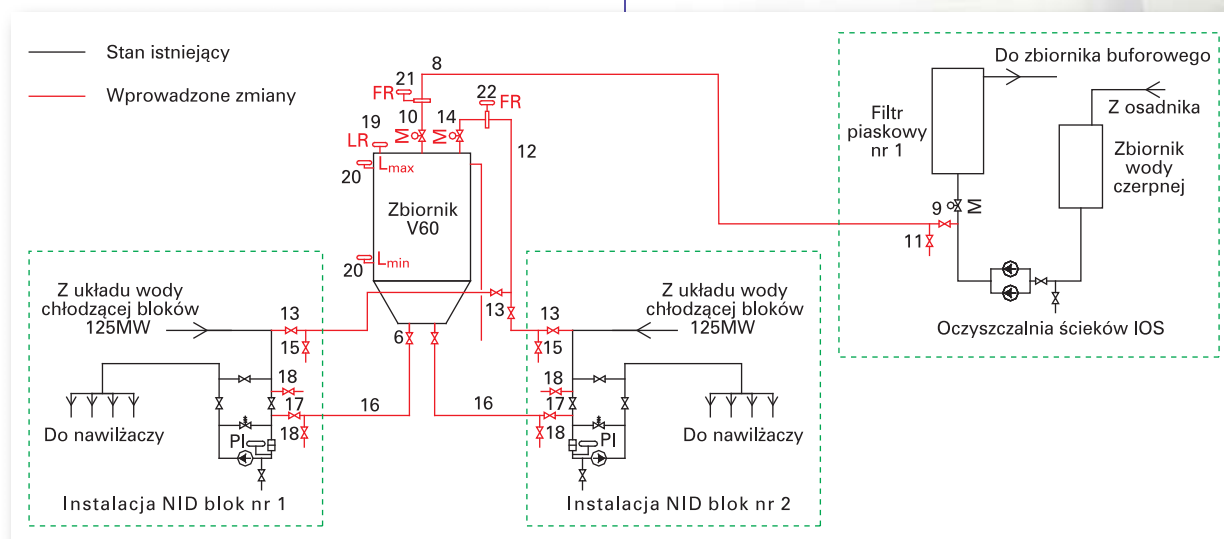 Stan istniejący
Wprowadzone zmiany
8
21
FR
22
FR
10
M
14
M
19
LR
12
20
Lmax
Zbiornik
V60
20
Lmin
Do zbiornika buforowego
Z osadnika
Filtr
piaskowy
nr 1
Zbiornik
wody
czerpnej
9
M
11
Oczyszczalnia ścieków IOS
Z układu wody
chłodzącej bloków
125MW
13
15
18
17
18
16
Do nawilżaczy
PI
Instalacja NID blok nr 1
6
13
13
15
18
17
18
16
Z układu wody
chłodzącej bloków
125MW
Do nawilżaczy
PI
Instalacja NID blok nr 2